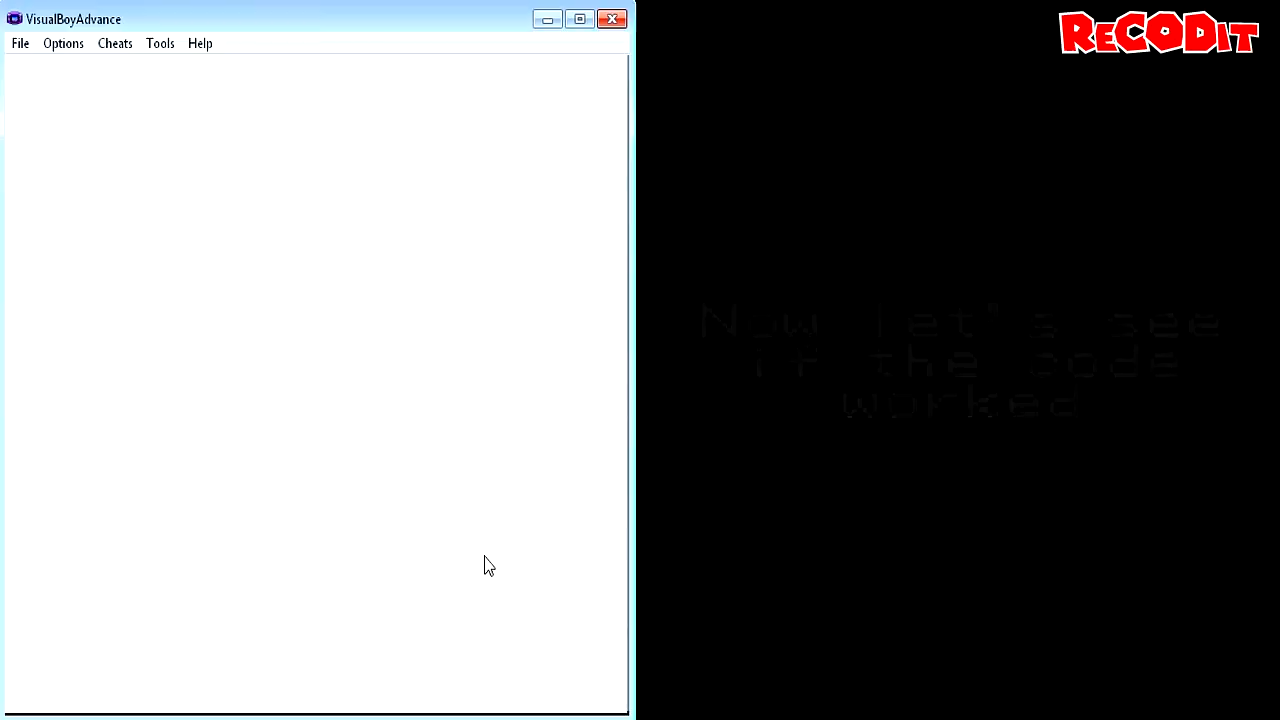 VisualBoyAdvance
File Options Cheats Tools Help
ReCODiT
Now let's see
if the code
worked